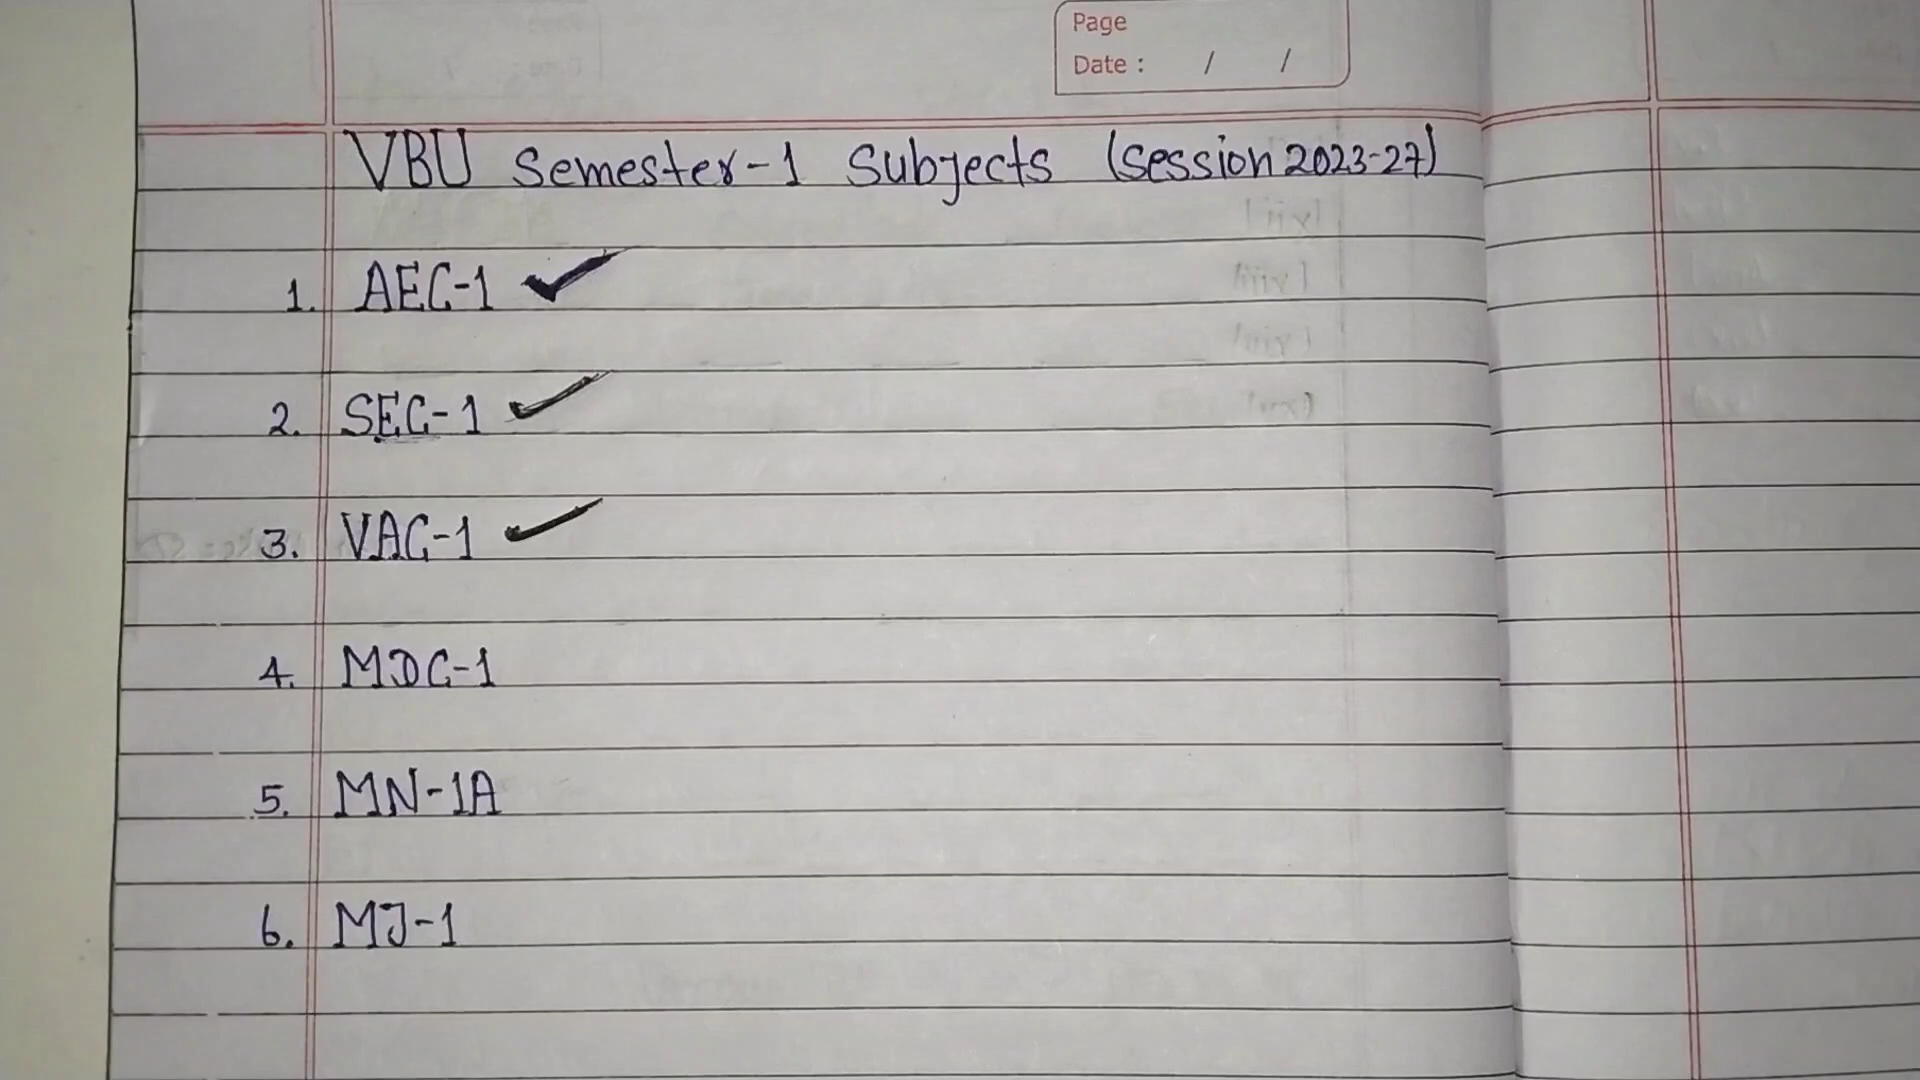 Page
Date : / /
VBU Semester-1 Subjects (Session 2023-27)
1. AEC-1 ✓
2. SEC-1 ✓
3. VAC-1 ✓
4. MDC-1
5. MN-1A
6. MJ-1